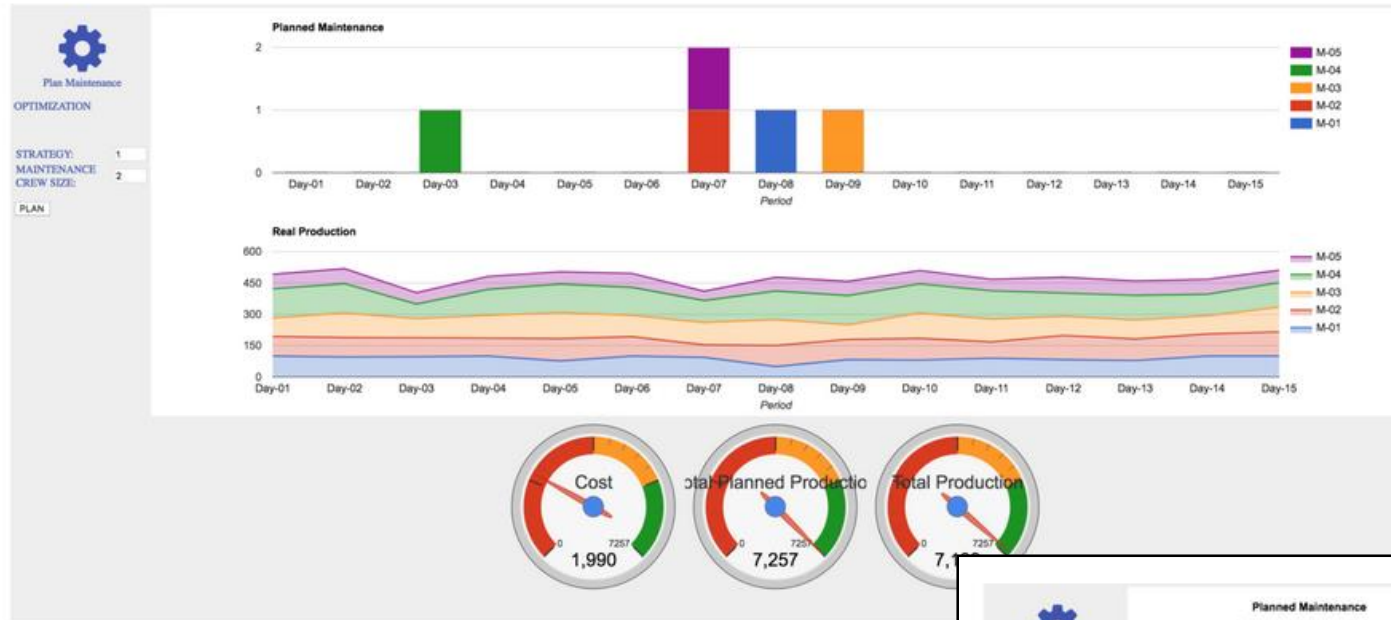 Plan Maintenance
OPTIMIZATION
STRATEGY: 1
MAINTENANCE
CREW SIZE: 2
PLAN
Planned Maintenance
2
1
0
Day-01 Day-02 Day-03 Day-04 Day-05 Day-06 Day-07 Day-08 Day-09 Day-10 Day-11 Day-12 Day-13 Day-14 Day-15
Period
M-05
M-04
M-03
M-02
M-01
Real Production
600
450
300
150
0
Day-01 Day-02 Day-03 Day-04 Day-05 Day-06 Day-07 Day-08 Day-09 Day-10 Day-11 Day-12 Day-13 Day-14 Day-15
Period
M-05
M-04
M-03
M-02
M-01
Cost
0 7257
1,990
Planned
0 7257
7,257
Total Production
0 7257
Planned Maintenance